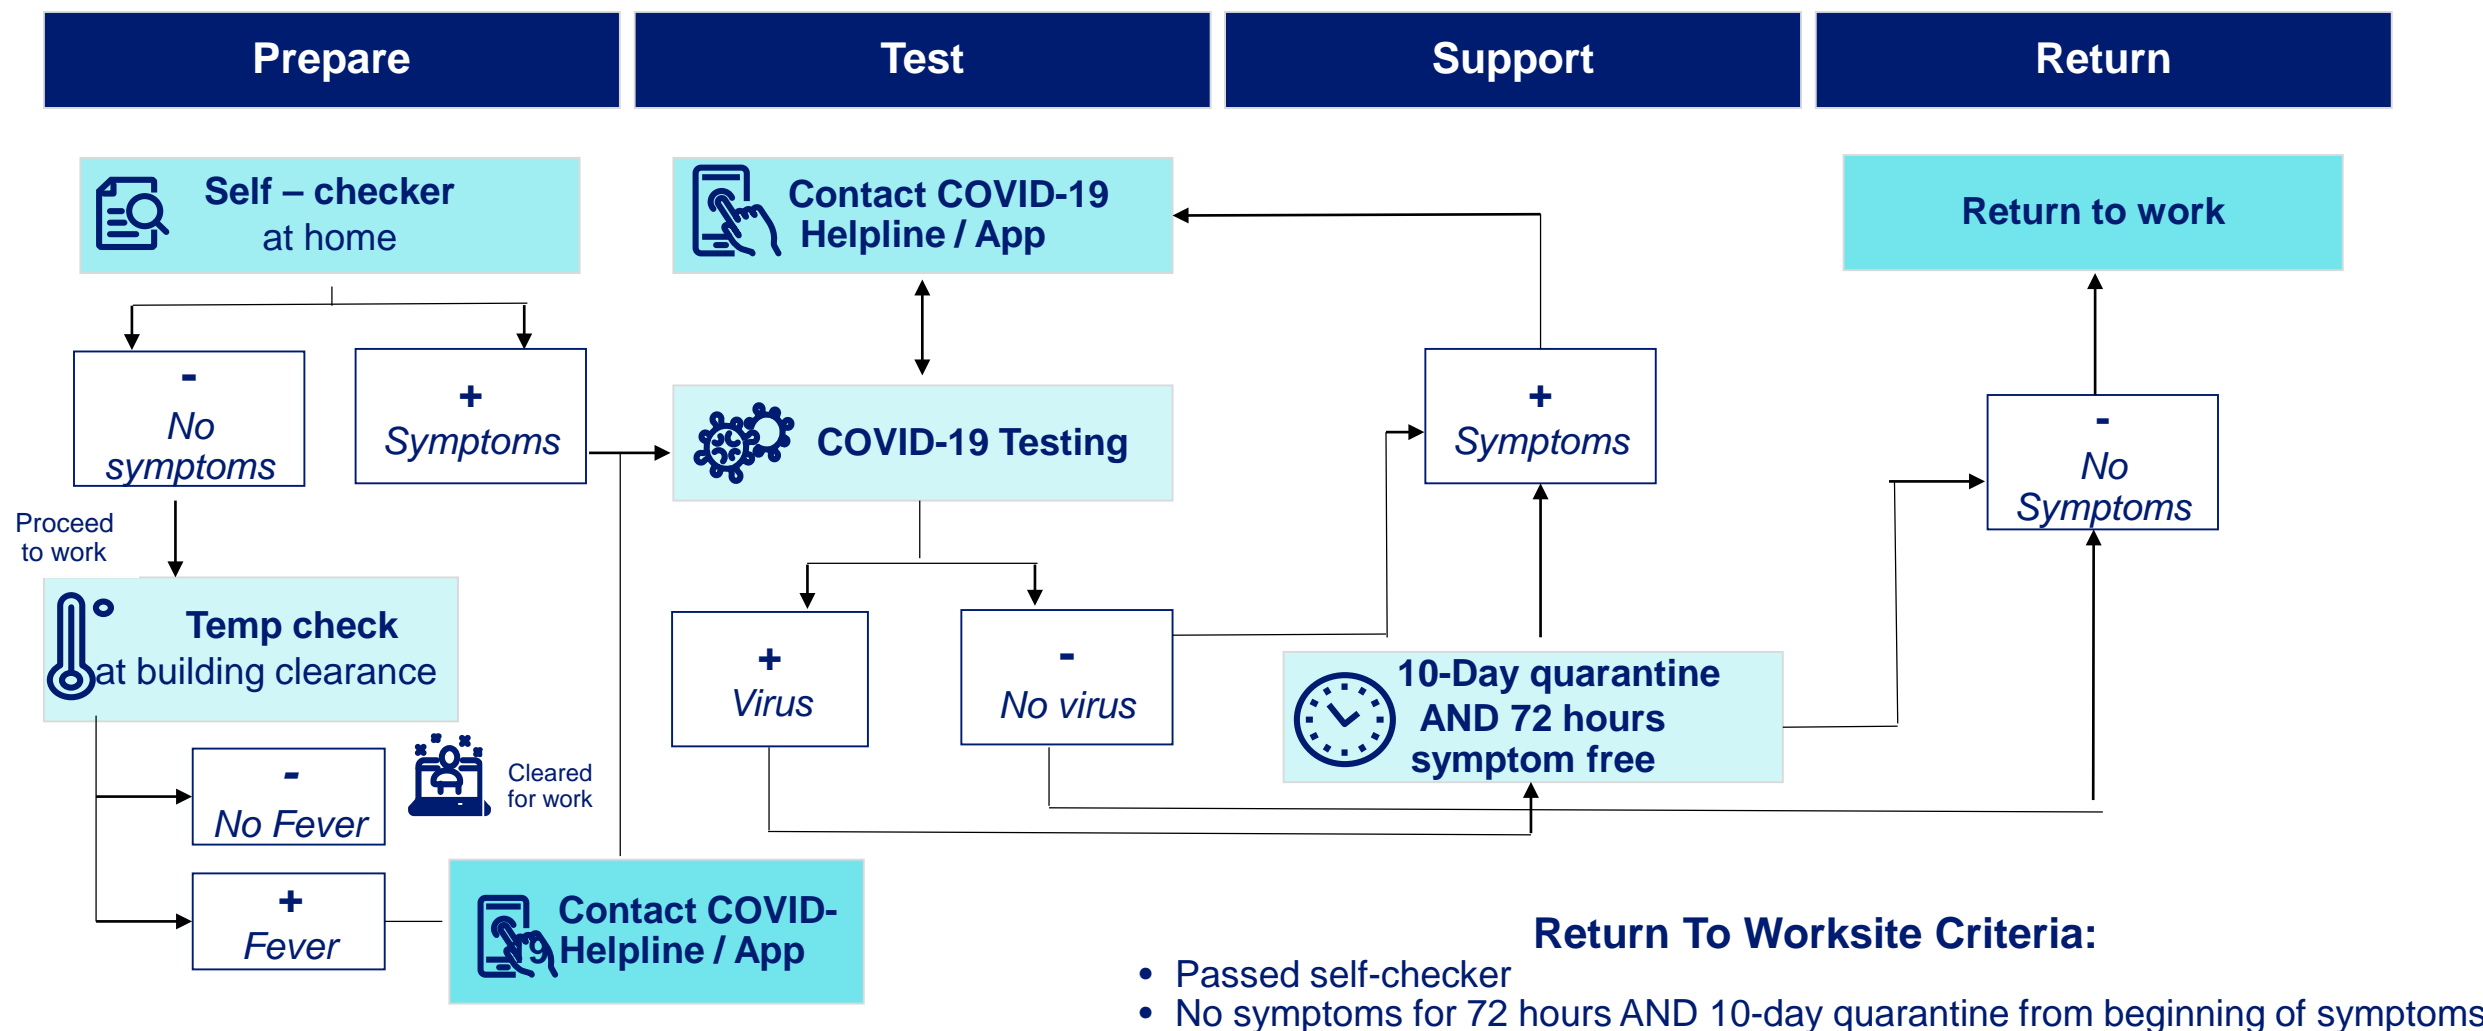 Prepare
Test
Support
Return
Self – checker
at home
-
No
symptoms
+
Symptoms
Proceed
to work
Temp check
at building clearance
-
No Fever
Cleared
for work
+
Fever
Contact COVID-
19 Helpline / App
Contact COVID-19
Helpline / App
COVID-19 Testing
+
Virus
-
No virus
+
Symptoms
10-Day quarantine
AND 72 hours
symptom free
Return to work
-
No
Symptoms
Return To Worksite Criteria:
• Passed self-checker
• No symptoms for 72 hours AND 10-day quarantine from beginning of symptoms